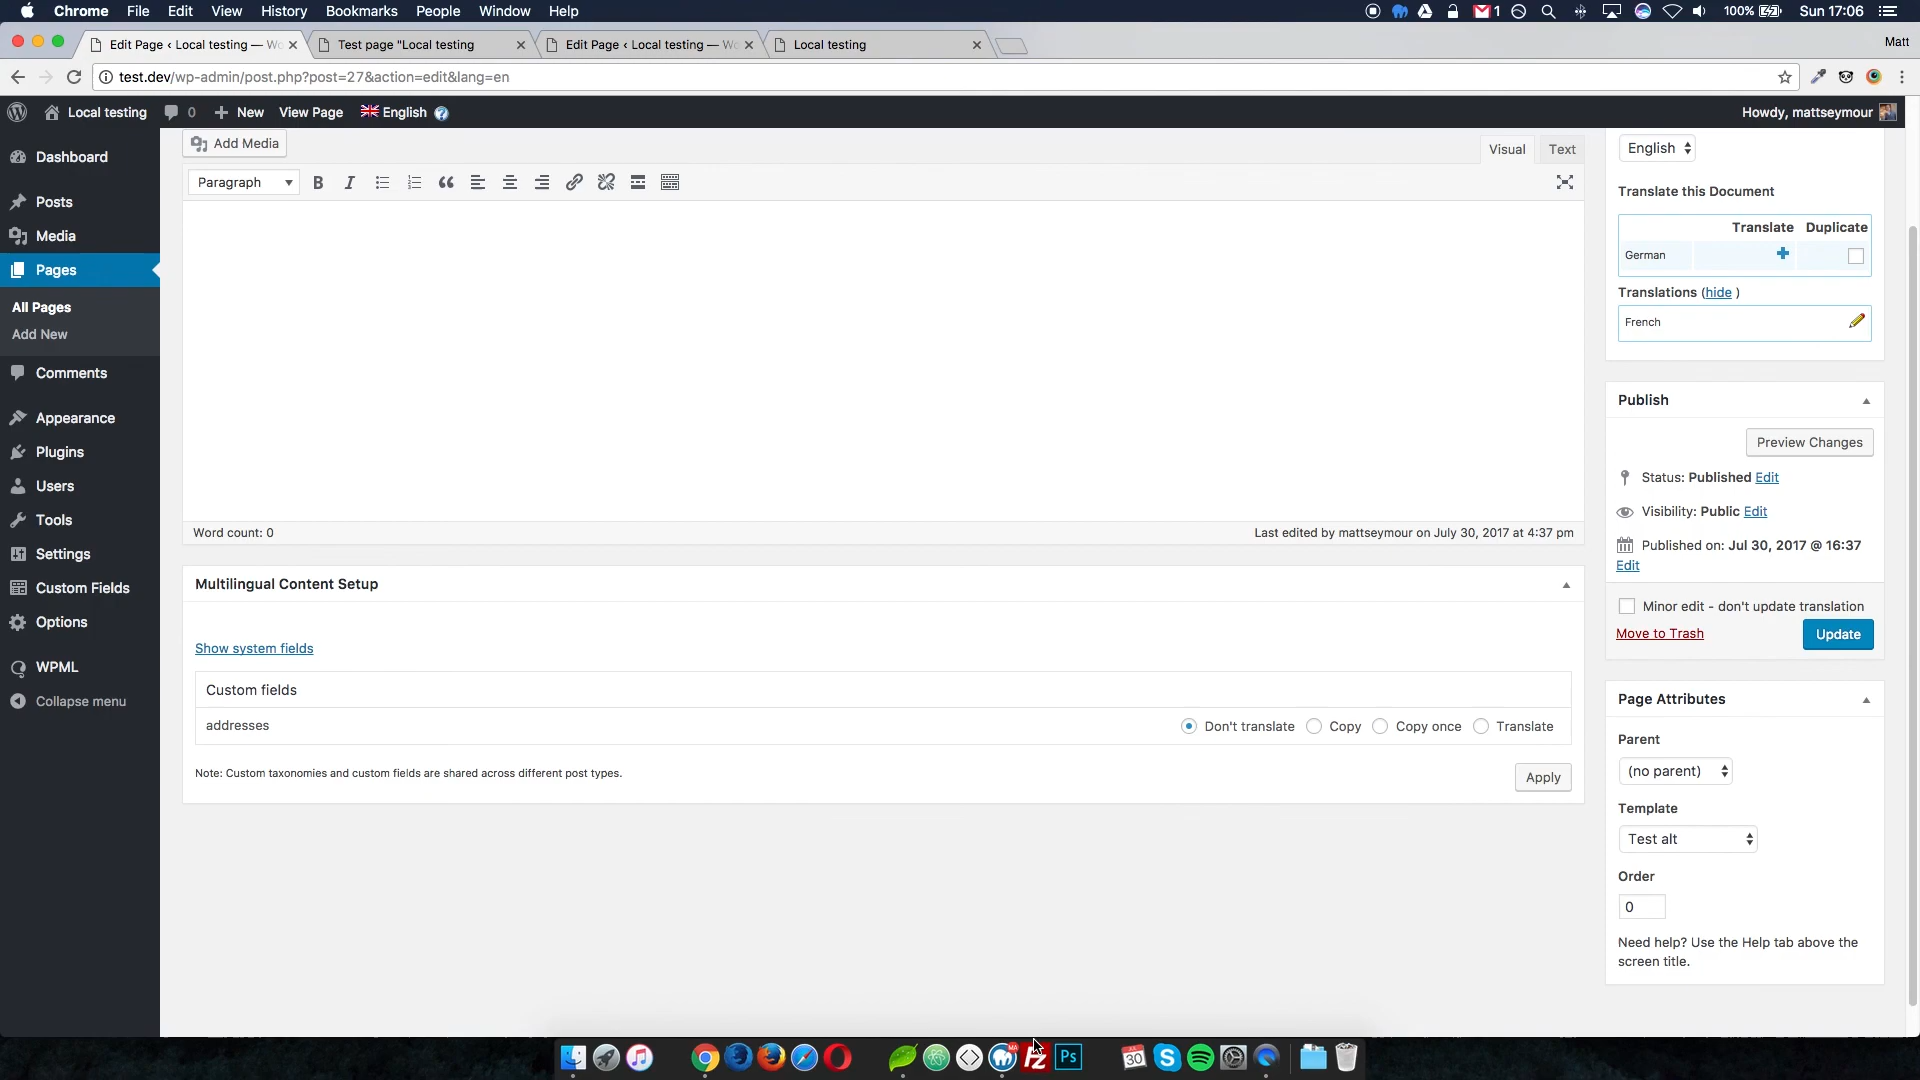 Chrome File Edit View History Bookmarks People Window Help
1
100%
Sun 17:06
Edit Page ‹ Local testing —
Test page "Local testing
Edit Page ‹ Local testing —
Local testing
Matt
test.dev/wp-admin/post.php?post=27&action=edit&lang=en
Local testing
0
New
View Page
English
Howdy, mattseymour
Dashboard
Posts
Media
Pages
All Pages
Add New
Comments
Appearance
Plugins
Users
Tools
Settings
Custom Fields
Options
WPML
Collapse menu
Add Media
Visual
Text
Paragraph
Word count: 0
Last edited by mattseymour on July 30, 2017 at 4:37 pm
Multilingual Content Setup
Show system fields
Custom fields
addresses
Don't translate
Copy
Copy once
Translate
Note: Custom taxonomies and custom fields are shared across different post types.
Apply
English
Translate this Document
Translate Duplicate
German
Translations (hide )
French
Publish
Preview Changes
Status: Published Edit
Visibility: Public Edit
Published on: Jul 30, 2017 @ 16:37
Edit
Minor edit - don't update translation
Move to Trash
Update
Page Attributes
Parent
(no parent)
Template
Test alt
Order
0
Need help? Use the Help tab above the
screen title.
30
Ps